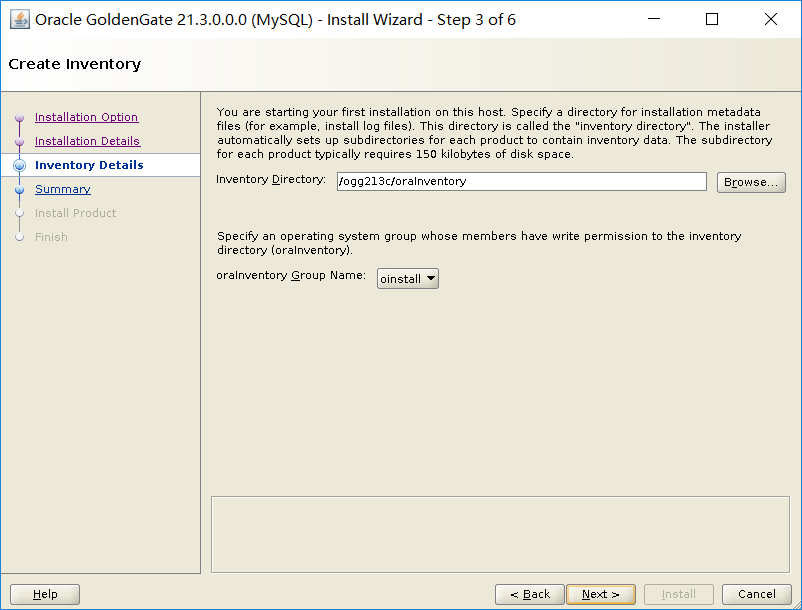 Oracle GoldenGate 21.3.0.0.0 (MySQL) - Install Wizard - Step 3 of 6
Create Inventory
Installation Option
Installation Details
Inventory Details
Summary
Install Product
Finish
You are starting your first installation on this host. Specify a directory for installation metadata
files (for example, install log files). This directory is called the "inventory directory". The installer
automatically sets up subdirectories for each product to contain inventory data. The subdirectory
for each product typically requires 150 kilobytes of disk space.
Inventory Directory: /ogg213c/oraInventory Browse...
Specify an operating system group whose members have write permission to the inventory
directory (oraInventory).
oraInventory Group Name: oinstall
Help < Back Next > Install Cancel